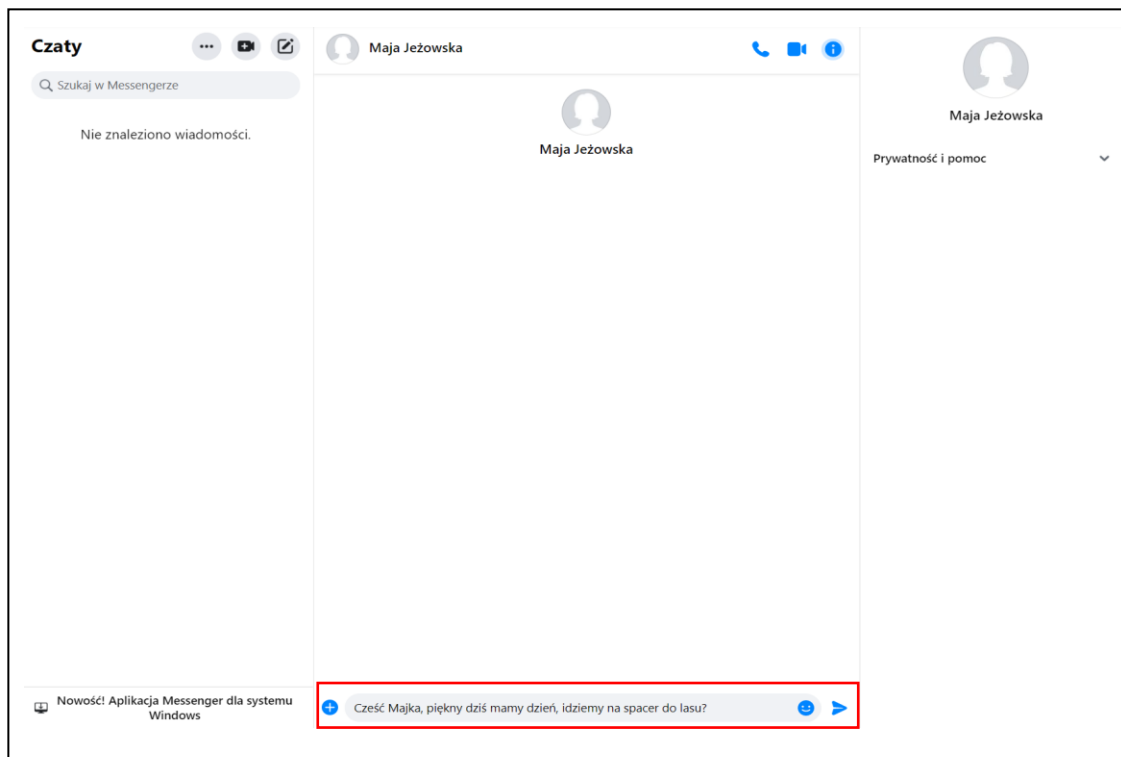 Czaty
Szukaj w Messengerze
Nie znaleziono wiadomości.
Nowość! Aplikacja Messenger dla systemu
Windows
Maja Jeżowska
Maja Jeżowska
Cześć Majka, piękny dziś mamy dzień, idziemy na spacer do lasu?
Maja Jeżowska
Prywatność i pomoc